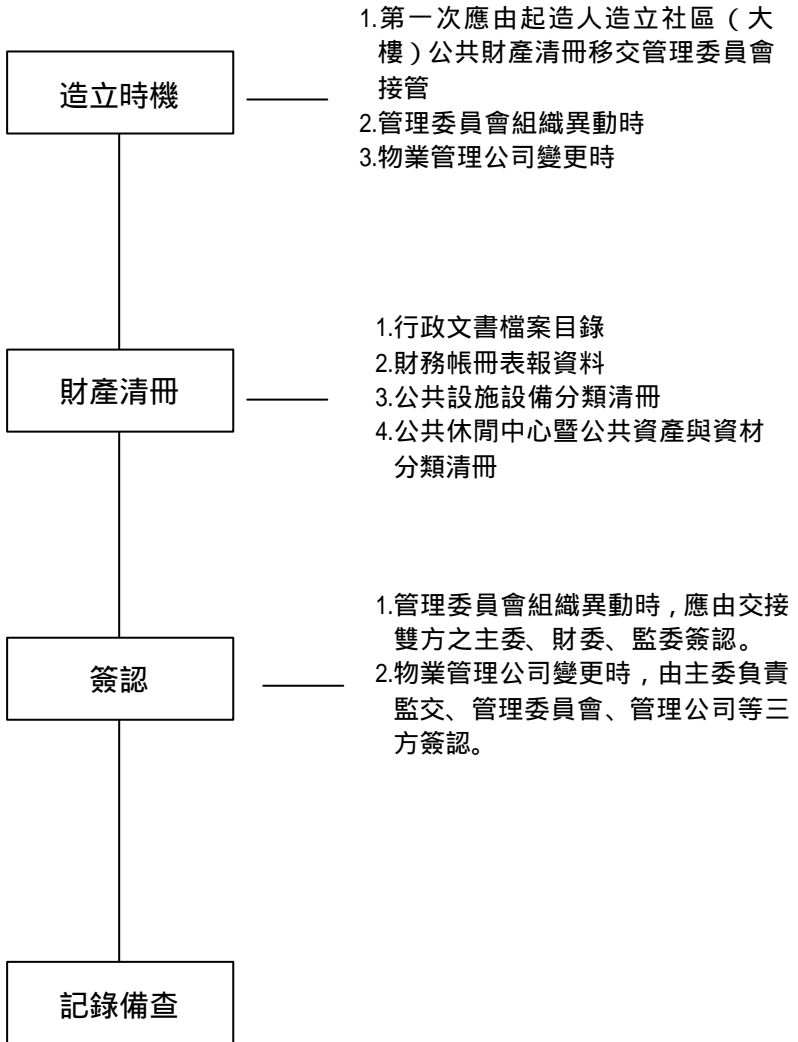 造立時機
1.第一次應由起造人造立社區（大
樓）公共財產清冊移交管理委員會
接管
2.管理委員會組織異動時
3.物業管理公司變更時
財產清冊
1.行政文書檔案目錄
2.財務帳冊表報資料
3.公共設施設備分類清冊
4.公共休閒中心暨公共資產與資材
分類清冊
簽認
1.管理委員會組織異動時，應由交接
雙方之主委、財委、監委簽認。
2.物業管理公司變更時，由主委負責
監交、管理委員會、管理公司等三
方簽認。
記錄備查